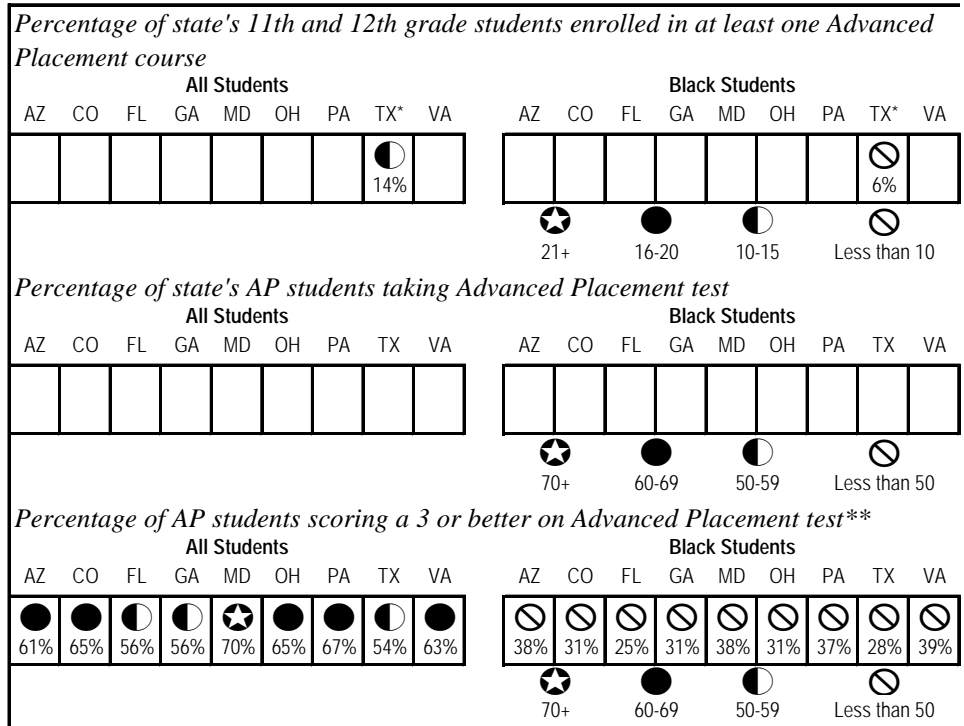 Percentage of state's 11th and 12th grade students enrolled in at least one Advanced
Placement course
All Students Black Students
AZ CO FL GA MD OH PA TX* VA AZ CO FL GA MD OH PA TX* VA
14% 6%
21+ 16-20 10-15 Less than 10
Percentage of state's AP students taking Advanced Placement test
All Students Black Students
AZ CO FL GA MD OH PA TX VA AZ CO FL GA MD OH PA TX VA
70+ 60-69 50-59 Less than 50
Percentage of AP students scoring a 3 or better on Advanced Placement test**
All Students Black Students
AZ CO FL GA MD OH PA TX VA AZ CO FL GA MD OH PA TX VA
61% 65% 56% 56% 70% 65% 67% 54% 63% 38% 31% 25% 31% 38% 31% 37% 28% 39%
70+ 60-69 50-59 Less than 50